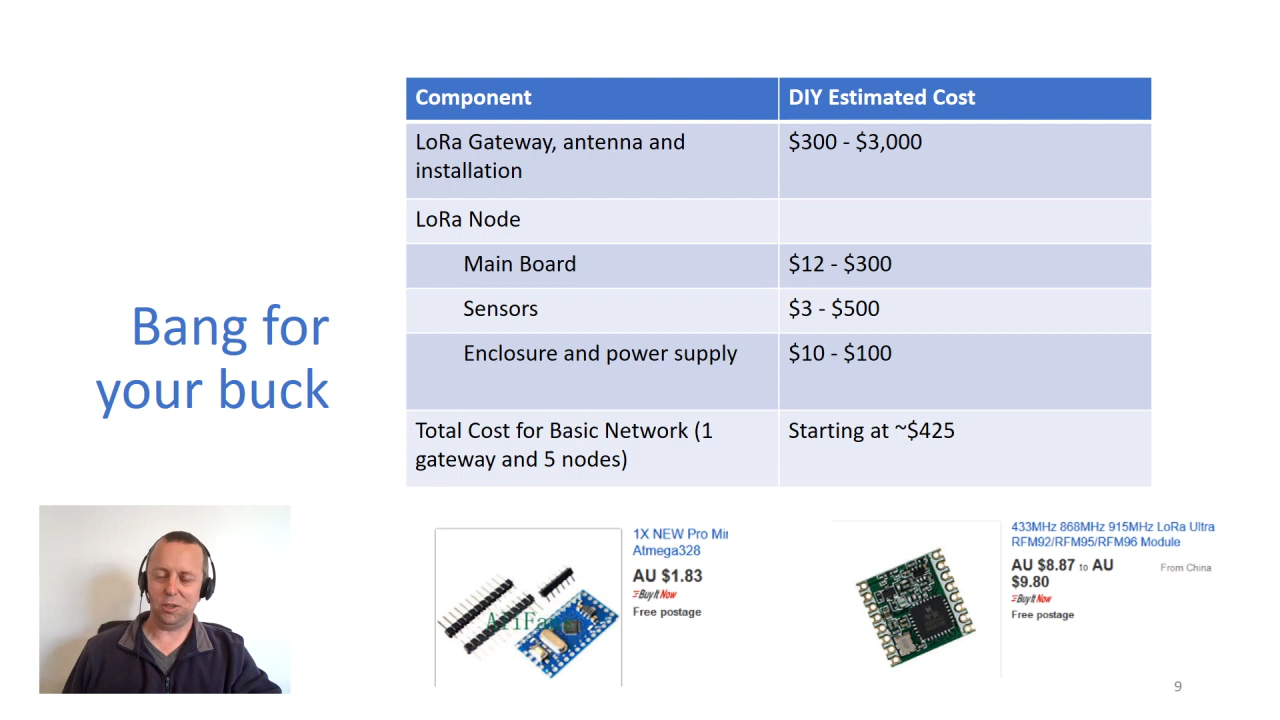 Bang for
your buck
Component
DIY Estimated Cost
LoRa Gateway, antenna and
installation
$300 - $3,000
LoRa Node
Main Board
$12 - $300
Sensors
$3 - $500
Enclosure and power supply
$10 - $100
Total Cost for Basic Network (1
gateway and 5 nodes)
Starting at ~$425
1X NEW Pro Mir
Atmega328
AU $1.83
Buy It Now
Free postage
433MHz 868MHz 915MHz LoRa Ultra
RFM92/RFM95/RFM96 Module
AU $8.87 to AU
$9.80
From China
Buy It Now
Free postage
9